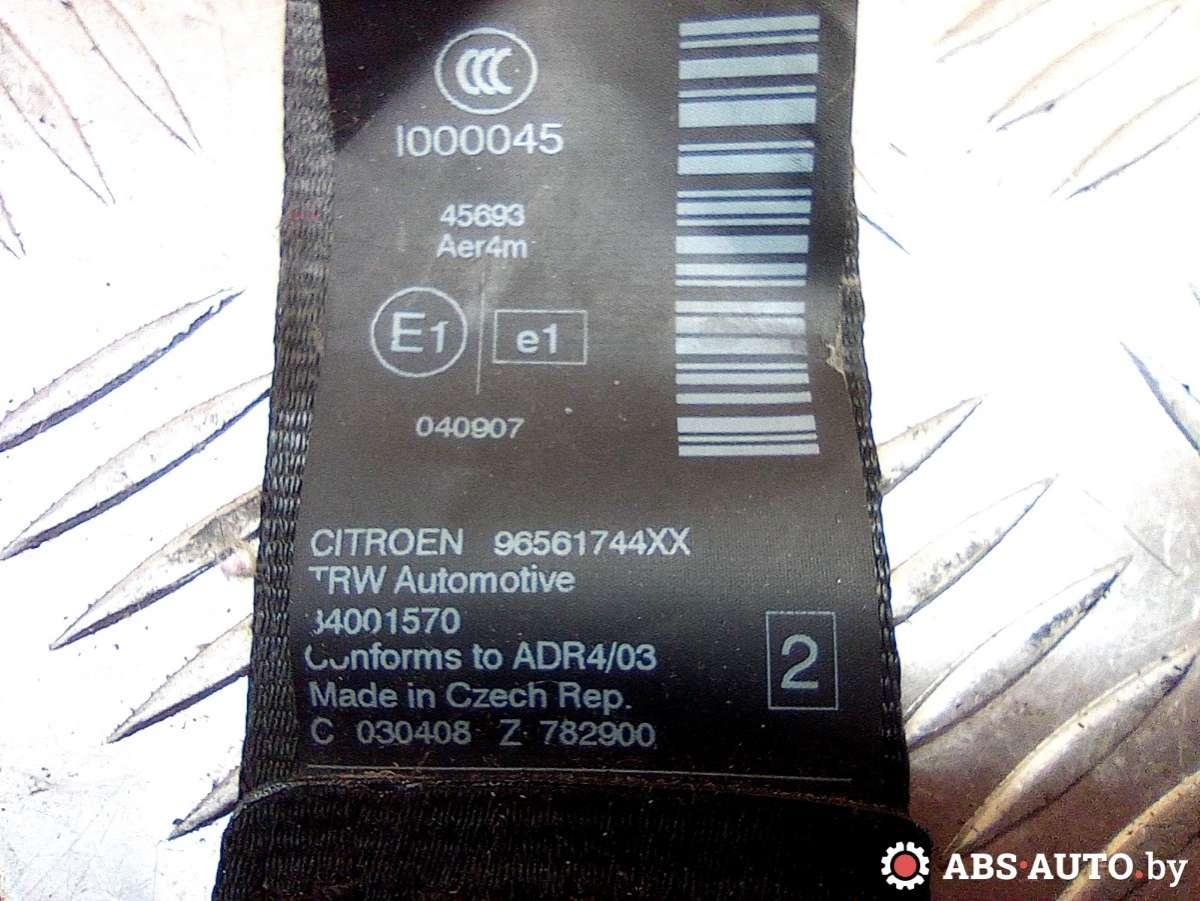 CCC
I000045
45693
Aer4m
E1 e1
040907
CITROEN 96561744XX
TRW Automotive
34001570
Conforms to ADR4/03
Made in Czech Rep.
C 030408 Z 782900
2
ABS-AUTO.by